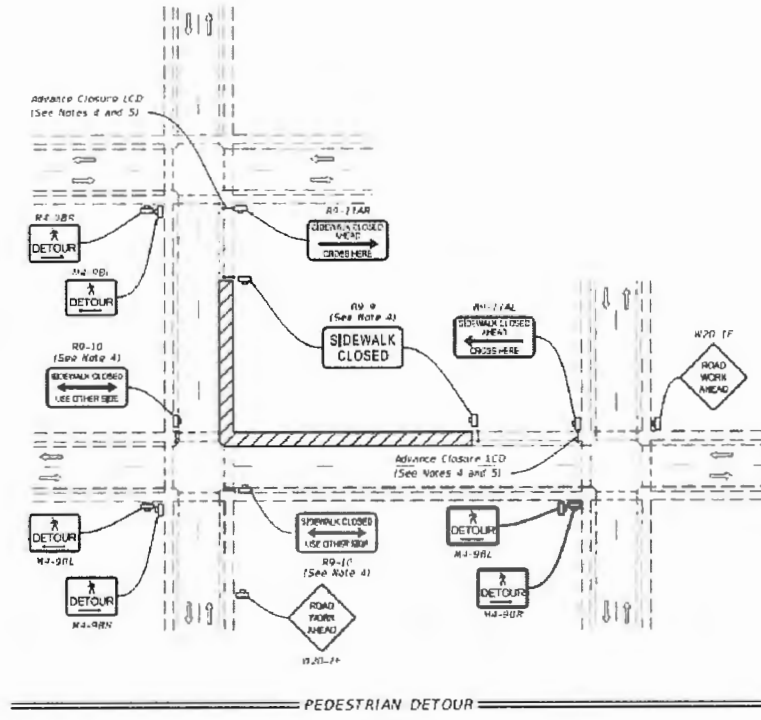 Advance Closure LCD
(See Notes 4 and 5)
M4-9BR
DETOUR
M4-9BL
DETOUR
R9-11AR
SIDEWALK CLOSED
AHEAD
CROSS HERE
R9-9
(See Note 4)
SIDEWALK
CLOSED
R9-11AL
SIDEWALK CLOSED
AHEAD
CROSS HERE
W20-1F
ROAD
WORK
AHEAD
R9-10
(See Note 4)
SIDEWALK CLOSED
USE OTHER SIDE
Advance Closure LCD
(See Notes 4 and 5)
DETOUR
M4-9BL
DETOUR
M4-9BR
SIDEWALK CLOSED
USE OTHER SIDE
R9-10
(See Note 4)
DETOUR
M4-9BL
DETOUR
M4-9BR
ROAD
WORK
AHEAD
W20-1F
PEDESTRIAN DETOUR